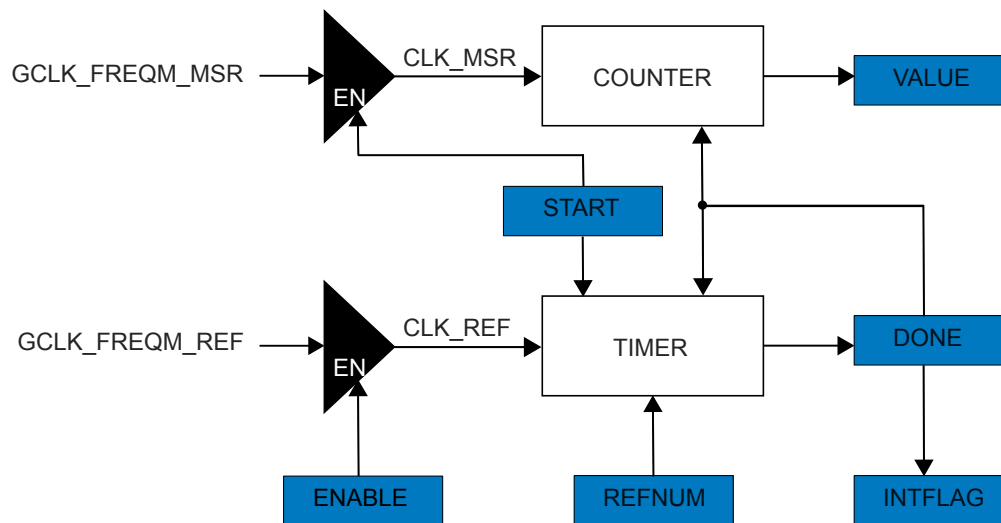 CLK_MSR
GCLK_FREQM_MSR
COUNTER
VALUE
EN
START
CLK_REF
GCLK_FREQM_REF
TIMER
DONE
EN
ENABLE
REFNUM
INTFLAG